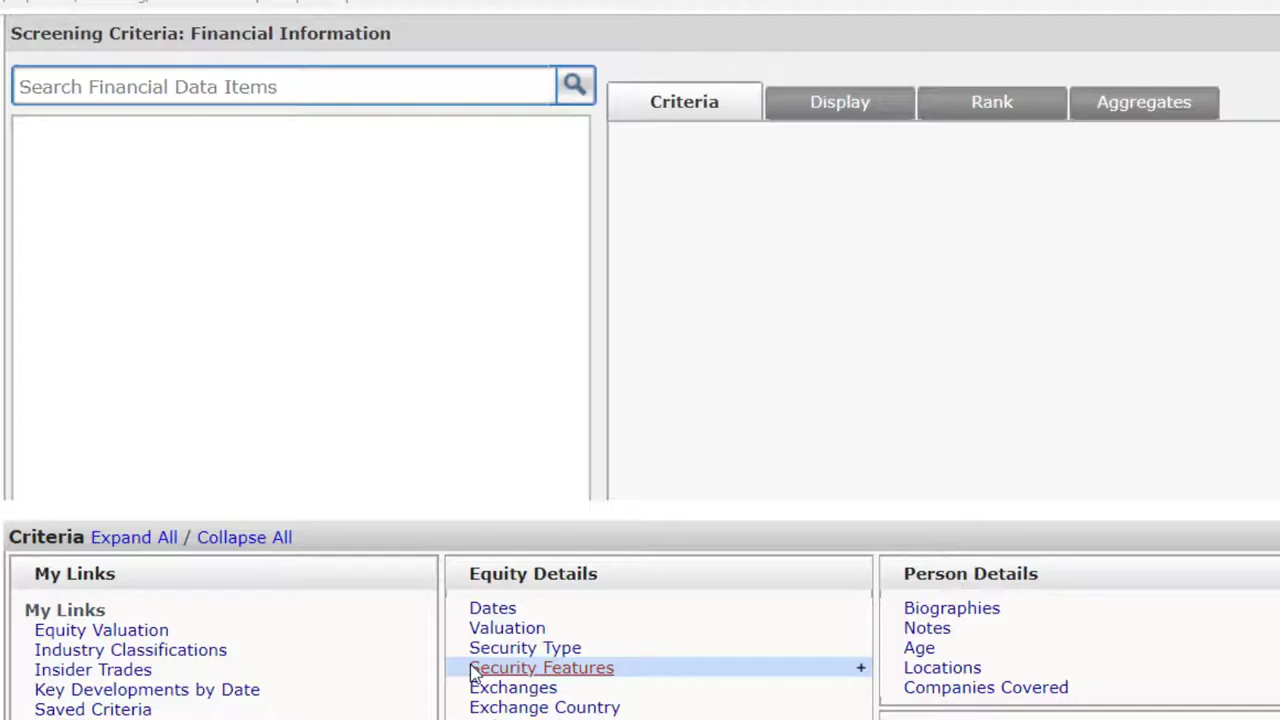 Screening Criteria: Financial Information
Search Financial Data Items
Criteria Display Rank Aggregates
Criteria Expand All / Collapse All
My Links
My Links
Equity Valuation
Industry Classifications
Insider Trades
Key Developments by Date
Saved Criteria
Equity Details
Dates
Valuation
Security Type
Security Features +
Exchanges
Exchange Country
Person Details
Biographies
Notes
Age
Locations
Companies Covered